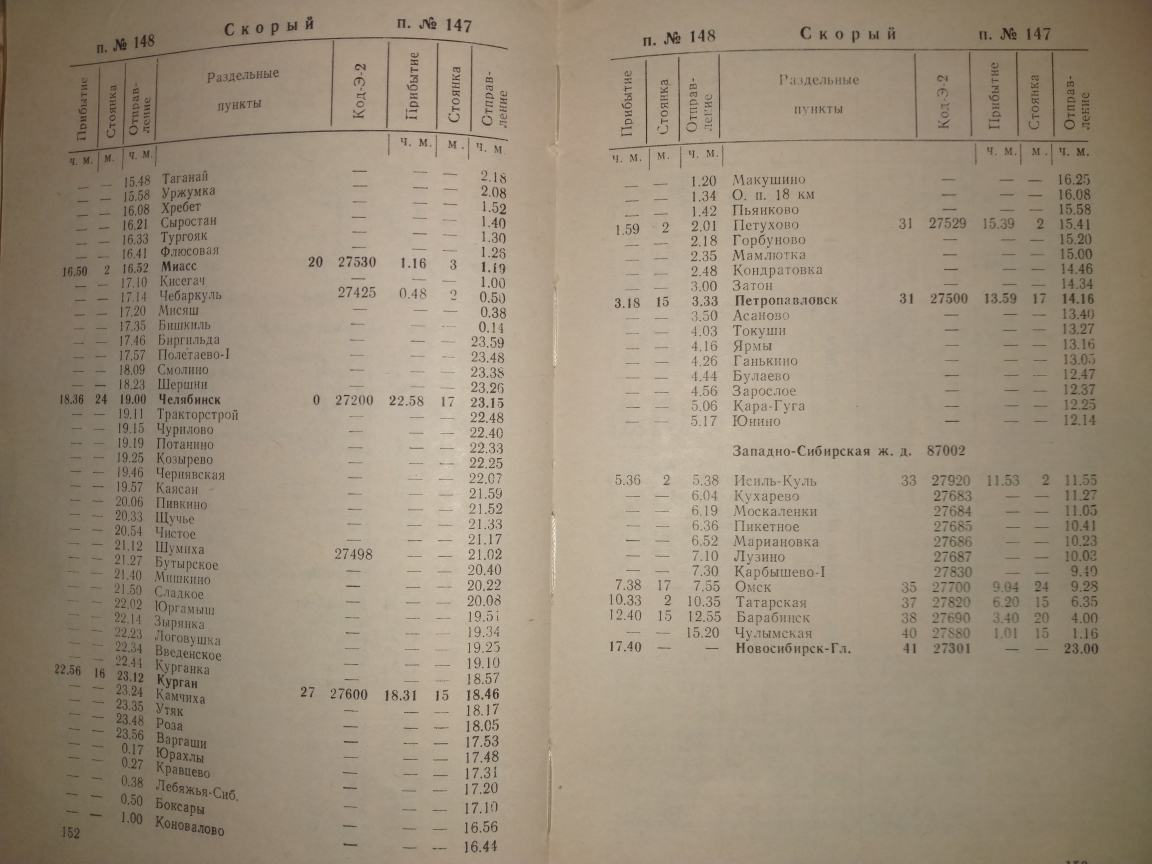 п. № 148 Скорый п. № 147
Прибытие Стоянка Отправ-ление Раздельные пункты Код-Э-2 Прибытие Стоянка Отправ-ление
ч. м. м. ч. м. ч. м. м. ч. м.
— — 15.48 Таганай — — — 2.18
— — 15.58 Уржумка — — — 2.08
— — 16.08 Хребет — — — 1.52
— — 16.21 Сыростан — — — 1.40
— — 16.33 Тургояк — — — 1.30
— — 16.41 Флюсовая — — — 1.26
16.50 2 16.52 Миасс 20 27530 1.16 3 1.19
— — 17.10 Кисегач — — — 1.00
— — 17.14 Чебаркуль 27425 0.48 2 0.50
— — 17.20 Мисяш — — — 0.38
— — 17.35 Бишкиль — — — 0.14
— — 17.46 Биргильда — — — 23.59
— — 17.57 Полетаево-I — — — 23.48
— — 18.09 Смолино — — — 23.38
— — 18.23 Шершни — — — 23.26
18.36 24 19.00 Челябинск 0 27200 22.58 17 23.15
— — 19.11 Тракторстрой — — — 22.48
— — 19.15 Чурилово — — — 22.40
— — 19.19 Потанино — — — 22.33
— — 19.25 Козырево — — — 22.25
— — 19.46 Чернявская — — — 22.07
— — 19.57 Каясан — — — 21.59
— — 20.06 Пивкино — — — 21.52
— — 20.33 Щучье — — — 21.33
— — 20.54 Чистое — — — 21.17
— — 21.12 Шумиха 27498 — — 21.02
— — 21.27 Бутырское — — — 20.40
— — 21.40 Мишкино — — — 20.22
— — 21.50 Сладкое — — — 20.08
— — 22.02 Юргамыш — — — 19.51
— — 22.14 Зырянка — — — 19.34
— — 22.23 Логовушка — — — 19.25
— — 22.34 Введенское — — — 19.10
— — 22.44 Курганка — — — 18.57
22.56 16 23.12 Курган 27 27600 18.31 15 18.46
— — 23.24 Камчиха — — — 18.17
— — 23.35 Утяк — — — 18.05
— — 23.48 Роза — — — 17.53
— — 23.56 Варгаши — — — 17.48
— — 0.17 Юрахлы — — — 17.31
— — 0.27 Кравцево — — — 17.20
— — 0.38 Лебяжья-Сиб. — — — 17.10
— — 0.50 Боксары — — — 16.56
— — 1.00 Коновалово — — — 16.44
152
п. № 148 Скорый п. № 147
Прибытие Стоянка Отправ-ление Раздельные пункты Код-Э-2 Прибытие Стоянка Отправ-ление
ч. м. м. ч. м. ч. м. м. ч. м.
— — 1.20 Макушино — — — 16.25
— — 1.34 О. п. 18 км — — — 16.08
— — 1.42 Пьянково — — — 15.58
1.59 2 2.01 Петухово 31 27529 15.39 2 15.41
— — 2.18 Горбуново — — — 15.20
— — 2.35 Мамлютка — — — 15.00
— — 2.48 Кондратовка — — — 14.46
— — 3.00 Затон — — — 14.34
3.18 15 3.33 Петропавловск 31 27500 13.59 17 14.16
— — 3.50 Асаново — — — 13.40
— — 4.03 Токуши — — — 13.27
— — 4.16 Ярмы — — — 13.16
— — 4.26 Ганькино — — — 13.05
— — 4.44 Булаево — — — 12.47
— — 4.56 Зарослое — — — 12.37
— — 5.06 Кара-Гуга — — — 12.25
— — 5.17 Юнино — — — 12.14
Западно-Сибирская ж. д. 87002
5.36 2 5.38 Исиль-Куль 33 27920 11.53 2 11.55
— — 6.04 Кухарево 27683 — — 11.27
— — 6.19 Москаленки 27684 — — 11.05
— — 6.36 Пикетное 27685 — — 10.41
— — 6.52 Мариановка 27686 — — 10.23
— — 7.10 Лузино 27687 — — 10.03
— — 7.30 Карбышево-I 27830 — — 9.49
7.38 17 7.55 Омск 35 27700 9.04 24 9.28
10.33 2 10.35 Татарская 37 27820 6.20 15 6.35
12.40 15 12.55 Барабинск 38 27690 3.40 20 4.00
— — 15.20 Чулымская 40 27880 1.01 15 1.16
17.40 — — Новосибирск-Гл. 41 27301 — — 23.00